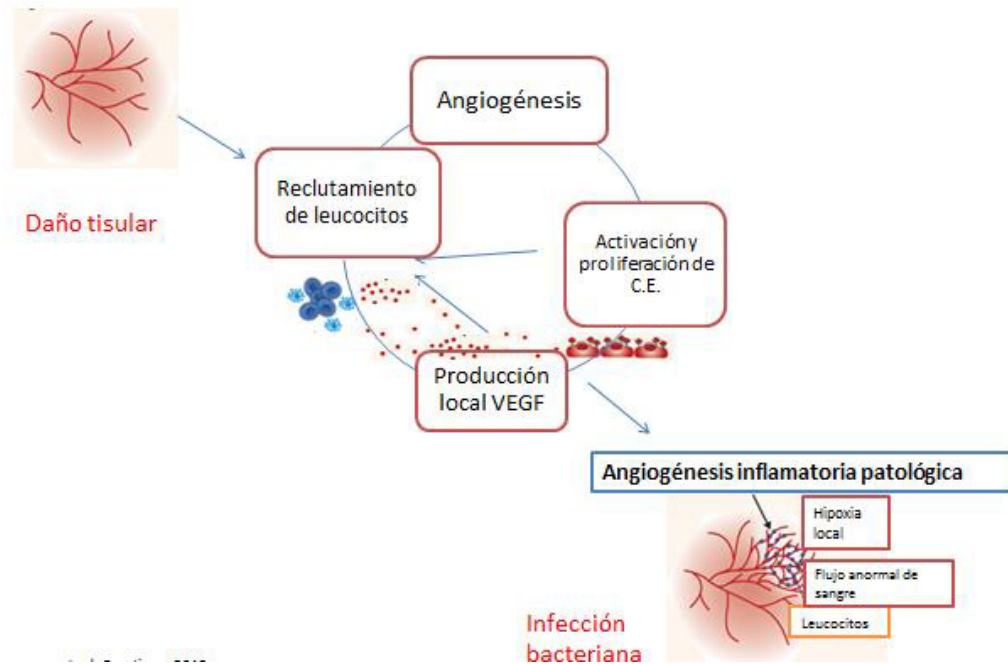 Angiogénesis
Reclutamiento
de leucocitos
Daño tisular
Activación y
proliferación de
C.E.
Producción
local VEGF
Angiogénesis inflamatoria patológica
Hipoxia
local
Flujo anormal de
sangre
Leucocitos
Infección
bacteriana